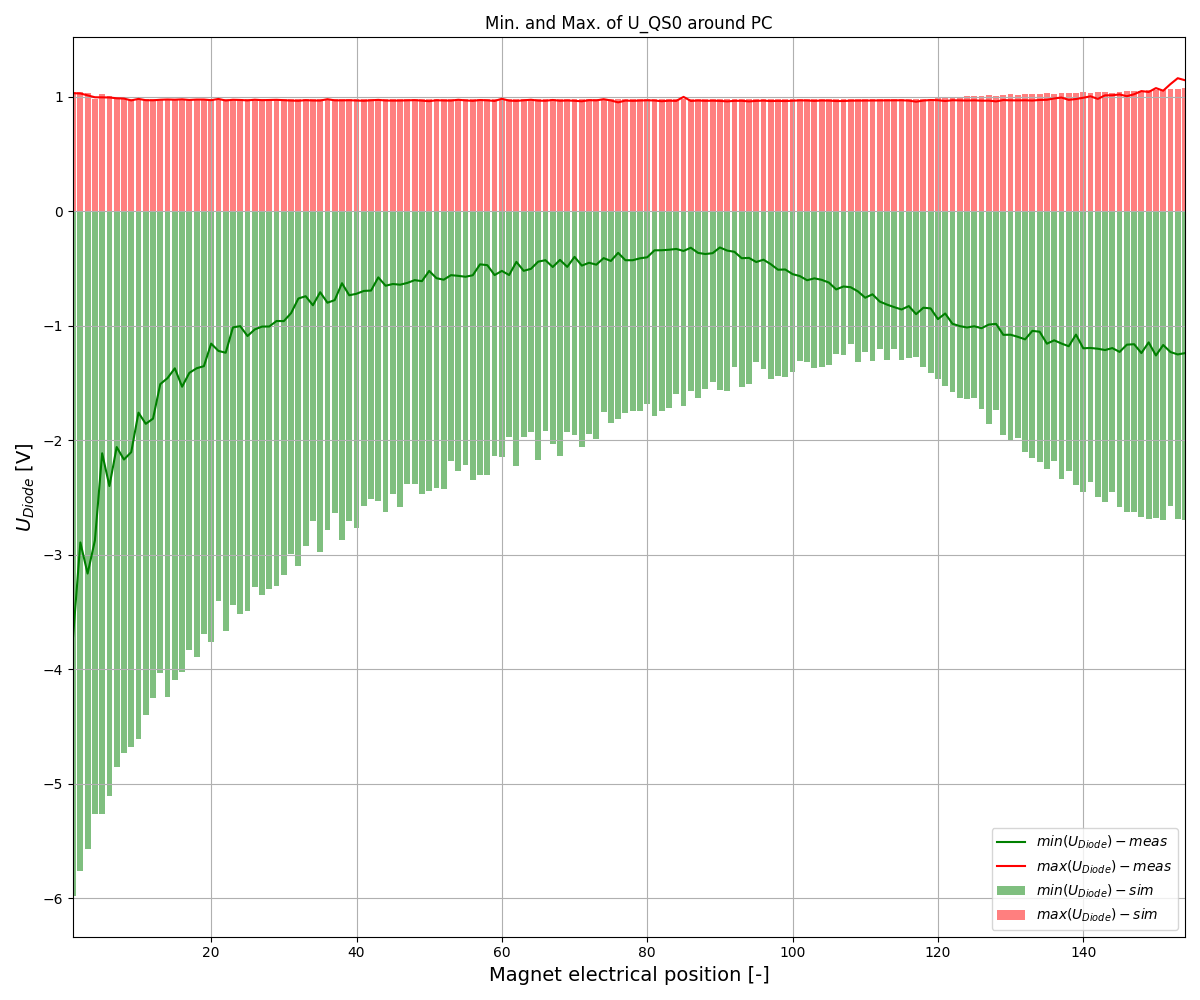 Min. and Max. of U_QS0 around PC
1
0
−1
−2
−3
−4
−5
−6
U_Diode [V]
20 40 60 80 100 120 140
Magnet electrical position [-]
min(U_Diode) − meas
max(U_Diode) − meas
min(U_Diode) − sim
max(U_Diode) − sim